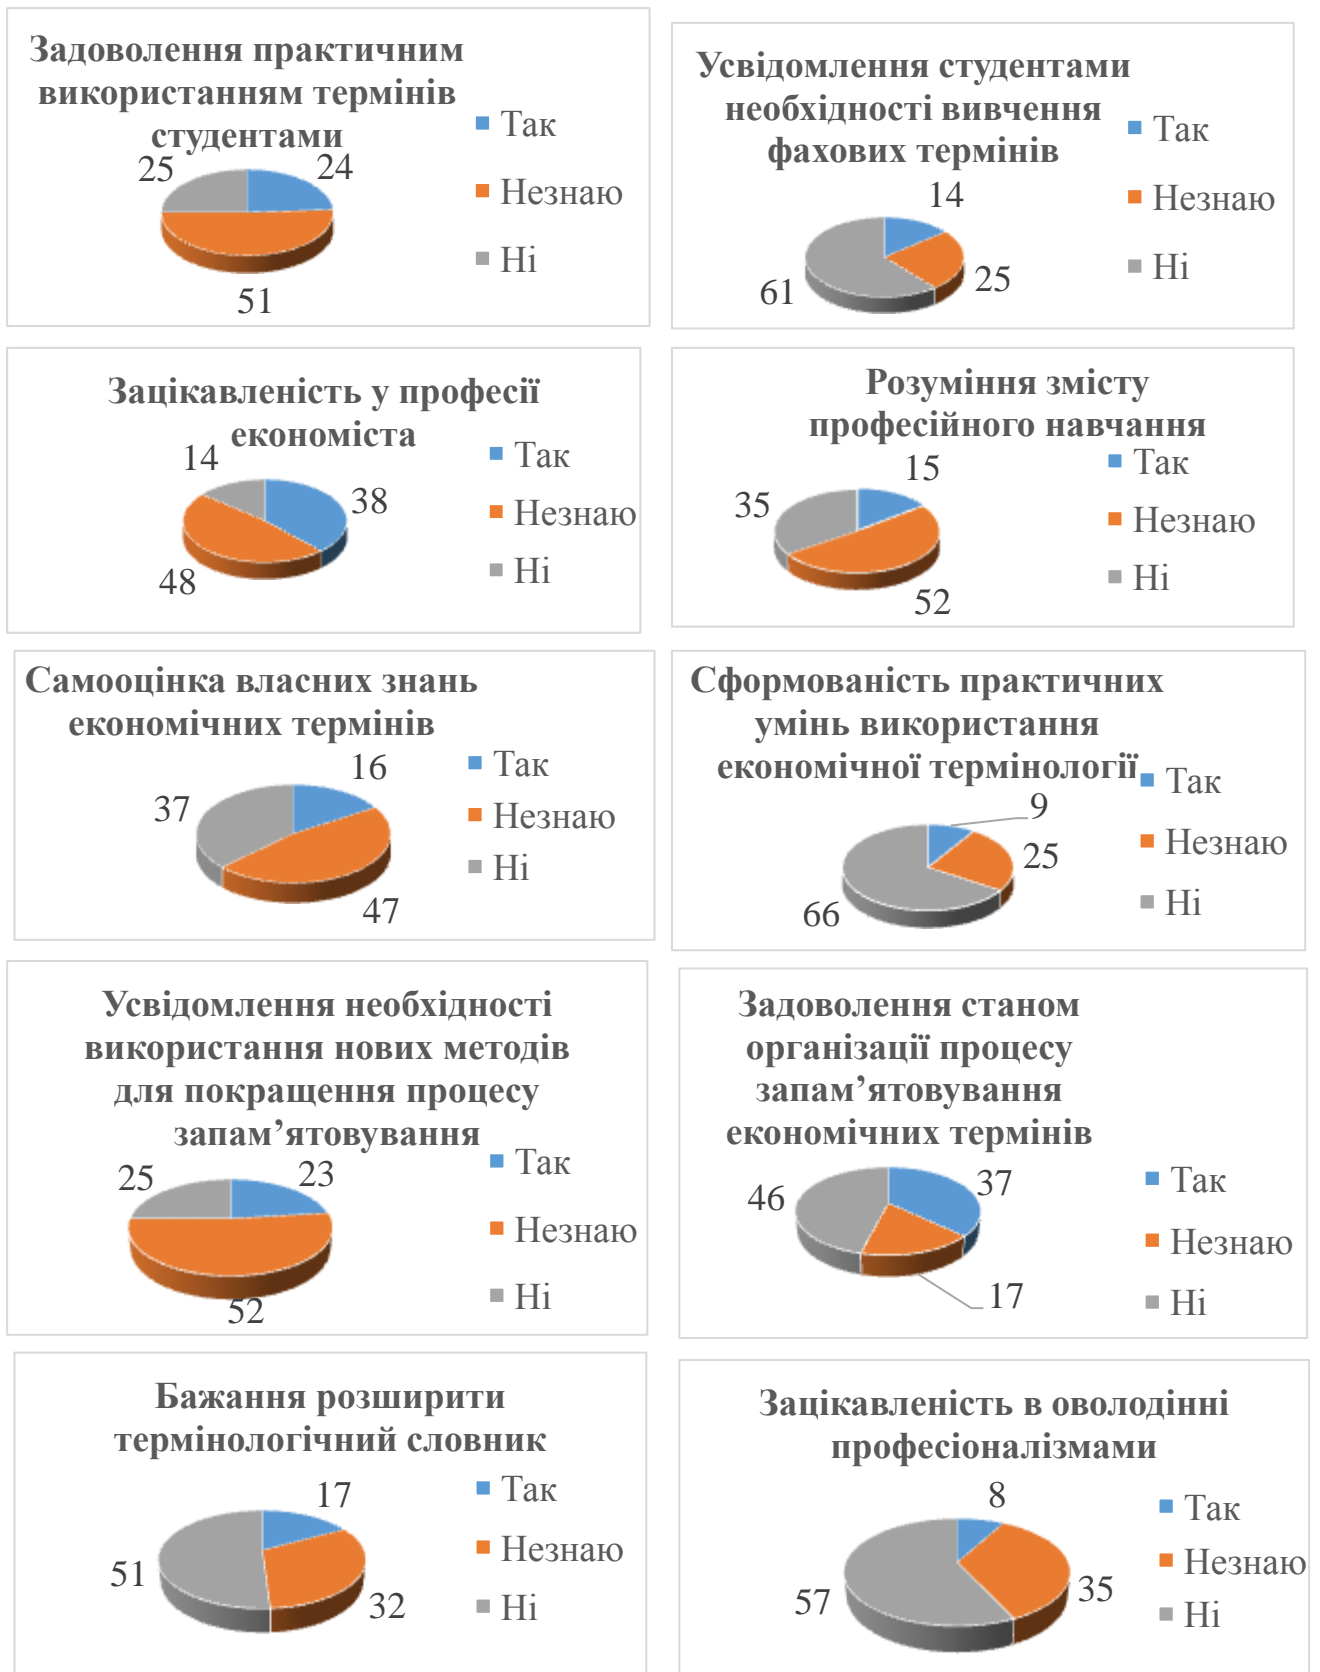 Задоволення практичним
використанням термінів
студентами
25
24
51
Так
Незнаю
Ні
Усвідомлення студентами
необхідності вивчення
фахових термінів
14
61
25
Так
Незнаю
Ні
Зацікавленість у професії
економіста
14
38
48
Так
Незнаю
Ні
Розуміння змісту
професійного навчання
15
35
52
Так
Незнаю
Ні
Самооцінка власних знань
економічних термінів
16
37
47
Так
Незнаю
Ні
Сформованість практичних
умінь використання
економічної термінології
9
25
66
Так
Незнаю
Ні
Усвідомлення необхідності
використання нових методів
для покращення процесу
запам’ятовування
25
23
52
Так
Незнаю
Ні
Задоволення станом
організації процесу
запам’ятовування
економічних термінів
46
37
17
Так
Незнаю
Ні
Бажання розширити
термінологічний словник
17
51
32
Так
Незнаю
Ні
Зацікавленість в оволодінні
професіоналізмами
8
57
35
Так
Незнаю
Ні